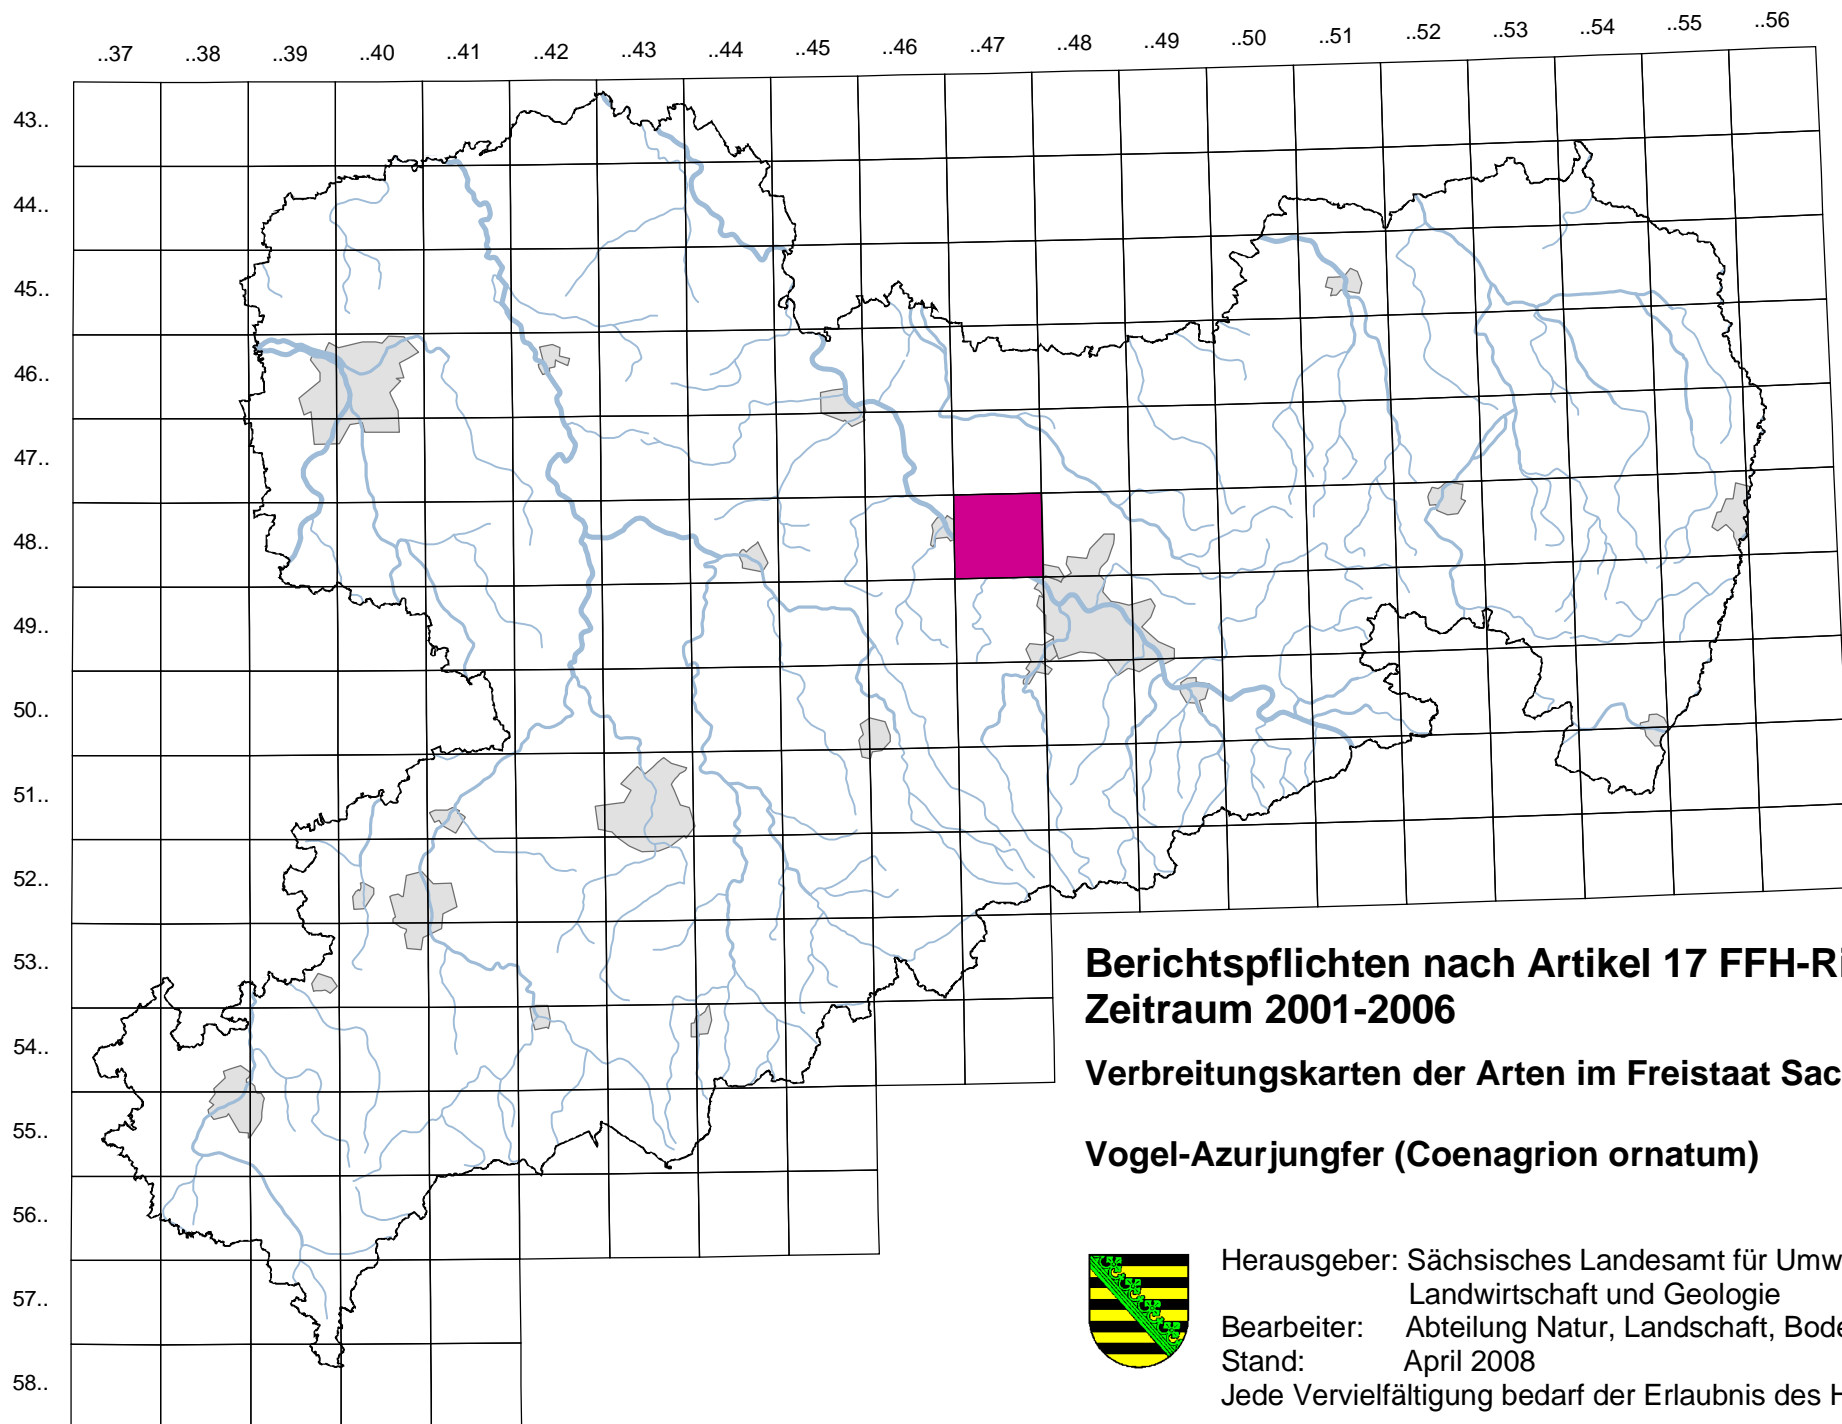 ..37 ..38 ..39 ..40 ..41 ..42 ..43 ..44 ..45 ..46 ..47 ..48 ..49 ..50 ..51 ..52 ..53 ..54 ..55 ..56
43..
44..
45..
46..
47..
48..
49..
50..
51..
52..
53..
54..
55..
56..
57..
58..
Berichtspflichten nach Artikel 17 FFH-Ri
Zeitraum 2001-2006
Verbreitungskarten der Arten im Freistaat Sac
Vogel-Azurjungfer (Coenagrion ornatum)
Herausgeber: Sächsisches Landesamt für Umw
Landwirtschaft und Geologie
Bearbeiter: Abteilung Natur, Landschaft, Bode
Stand: April 2008
Jede Vervielfältigung bedarf der Erlaubnis des H